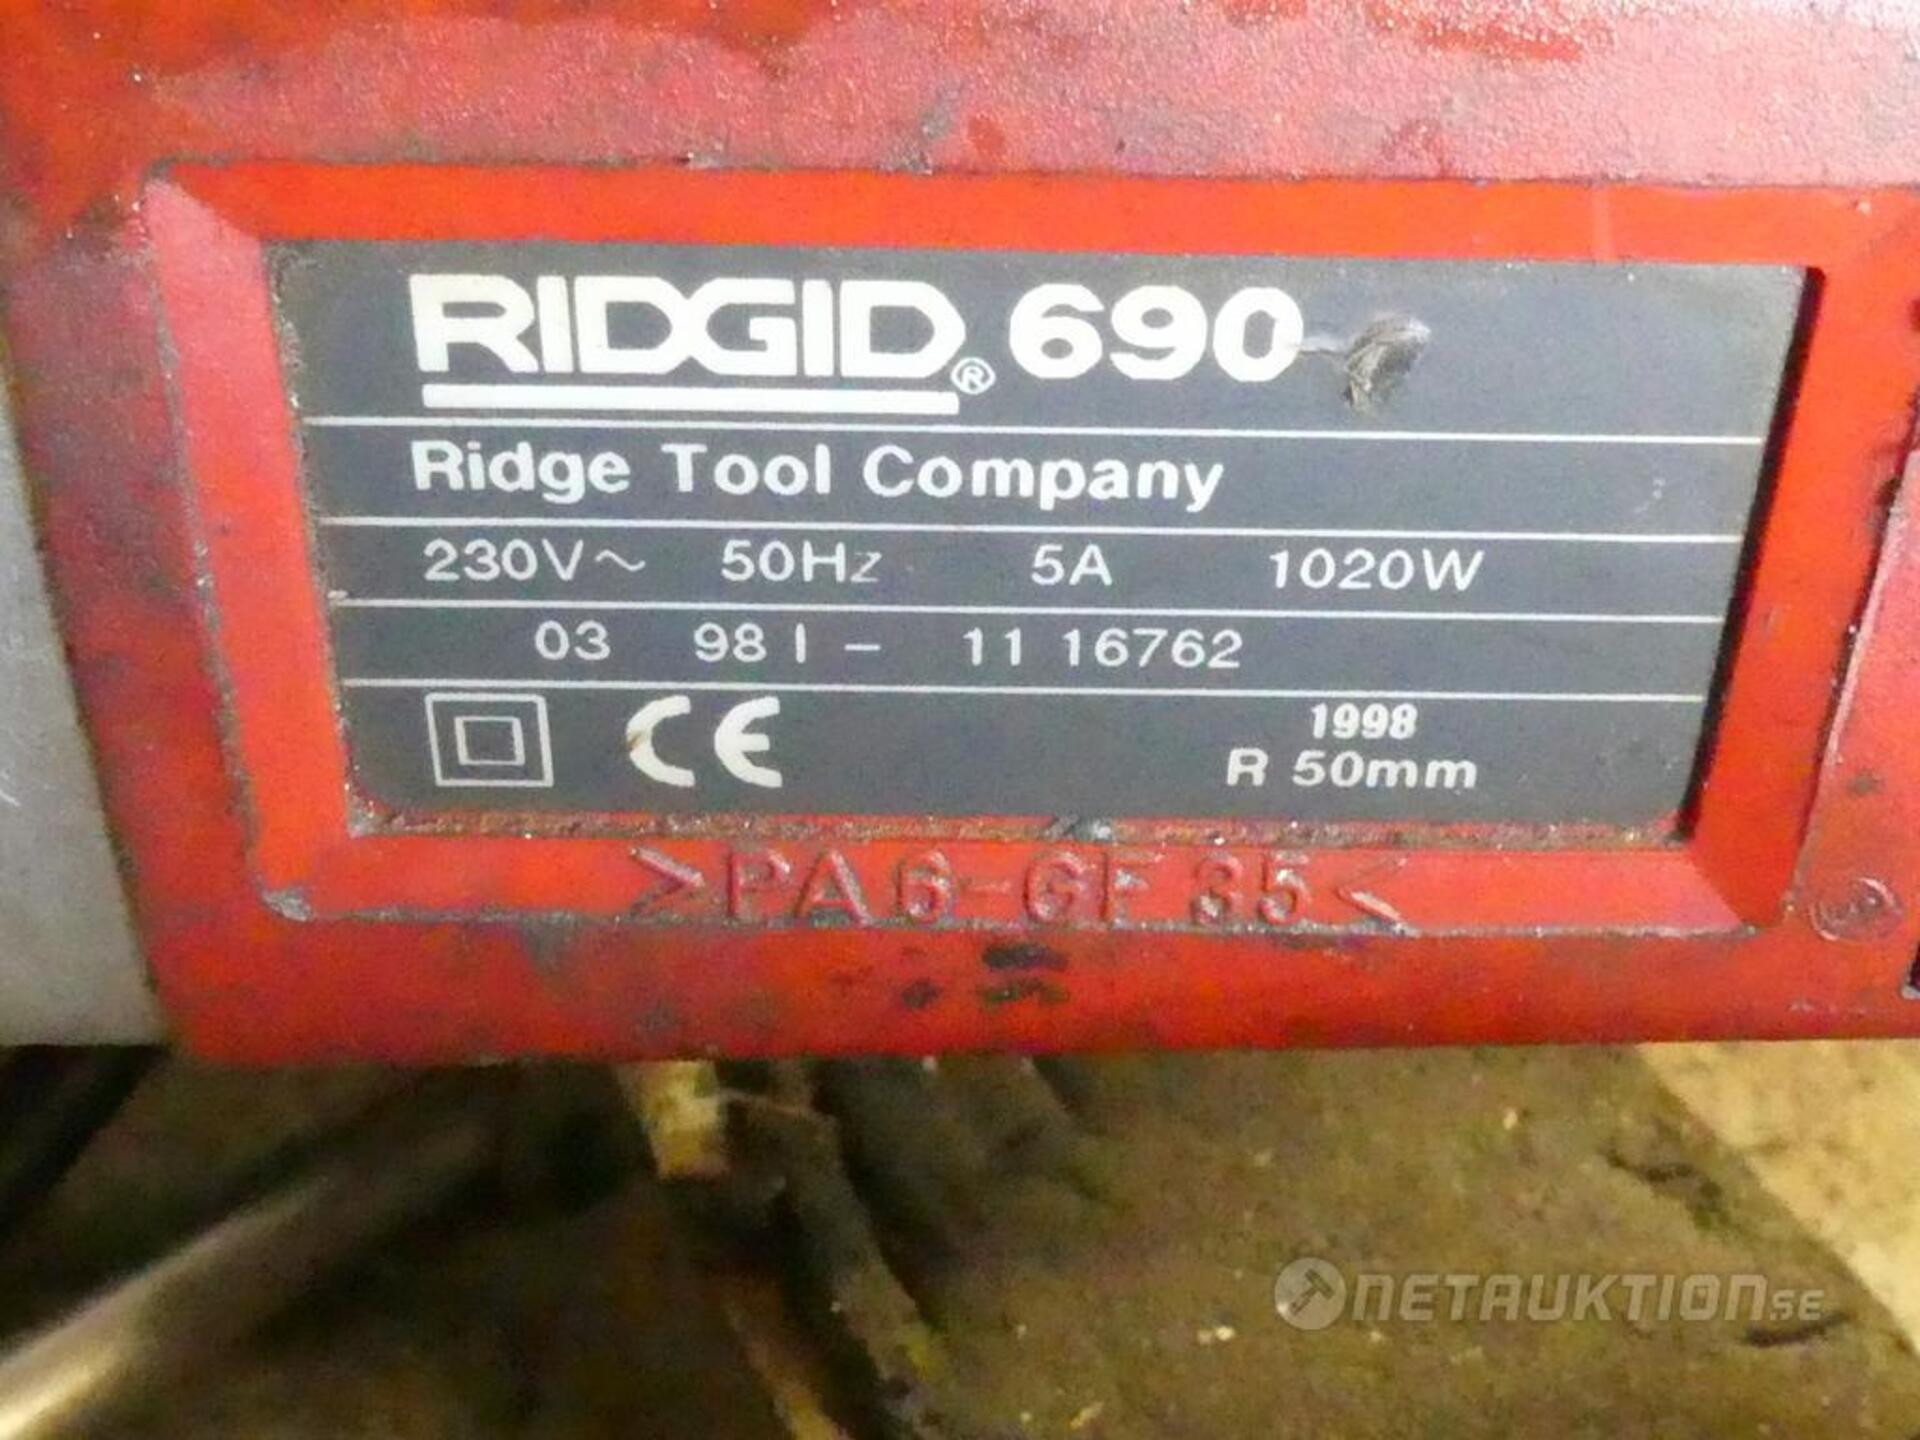 RIDGID® 690
Ridge Tool Company
230V~ 50Hz 5A 1020W
03 98 I - 11 16762
CE 1998
R 50mm
>PA6-GF35<
NETAUKTION.SE